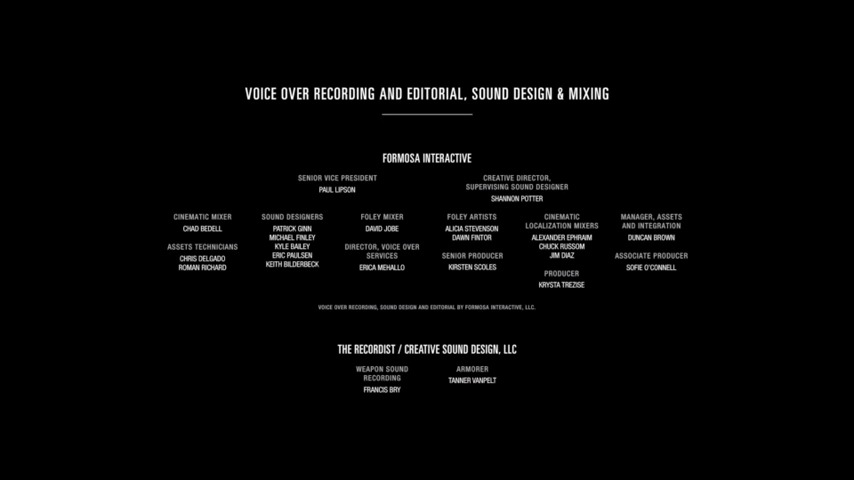 VOICE OVER RECORDING AND EDITORIAL, SOUND DESIGN & MIXING
FORMOSA INTERACTIVE
SENIOR VICE PRESIDENT
PAUL LIPSON
CREATIVE DIRECTOR,
SUPERVISING SOUND DESIGNER
SHANNON POTTER
CINEMATIC MIXER
CHAD BEDELL
ASSETS TECHNICIANS
CHRIS DELGADO
ROMAN RICHARD
SOUND DESIGNERS
PATRICK GINN
MICHAEL FINLEY
KYLE BAILEY
ERIC PAULSEN
KEITH BILDERBECK
FOLEY MIXER
DAVID JOBE
DIRECTOR, VOICE OVER
SERVICES
ERICA MEHALLO
FOLEY ARTISTS
ALICIA STEVENSON
DAWN FINTOR
SENIOR PRODUCER
KIRSTEN SCOLES
CINEMATIC
LOCALIZATION MIXERS
ALEXANDER EPHRAIM
CHUCK RUSSOM
JIM DIAZ
PRODUCER
KRYSTA TREZISE
MANAGER, ASSETS
AND INTEGRATION
DUNCAN BROWN
ASSOCIATE PRODUCER
SOFIE O'CONNELL
VOICE OVER RECORDING, SOUND DESIGN AND EDITORIAL BY FORMOSA INTERACTIVE, LLC.
THE RECORDIST / CREATIVE SOUND DESIGN, LLC
WEAPON SOUND
RECORDING
FRANCIS BRY
ARMORER
TANNER VANPELT